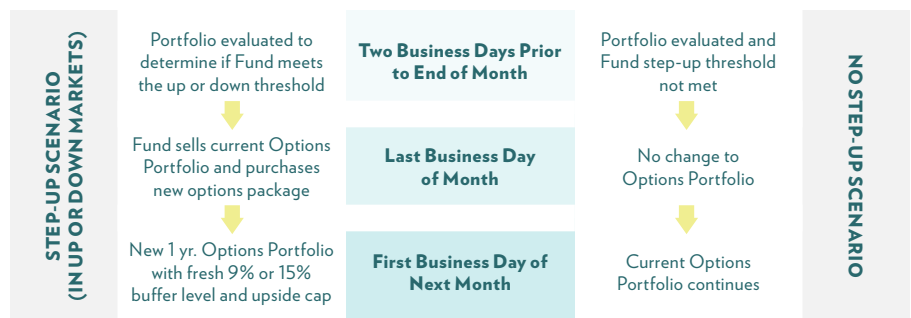 STEP-UP SCENARIO
(IN UP OR DOWN MARKETS)
Portfolio evaluated to
determine if Fund meets
the up or down threshold
Two Business Days Prior
to End of Month
Portfolio evaluated and
Fund step-up threshold
not met
Fund sells current Options
Portfolio and purchases
new options package
Last Business Day
of Month
No change to
Options Portfolio
New 1 yr. Options Portfolio
with fresh 9% or 15%
buffer level and upside cap
First Business Day of
Next Month
Current Options
Portfolio continues
NO STEP-UP SCENARIO